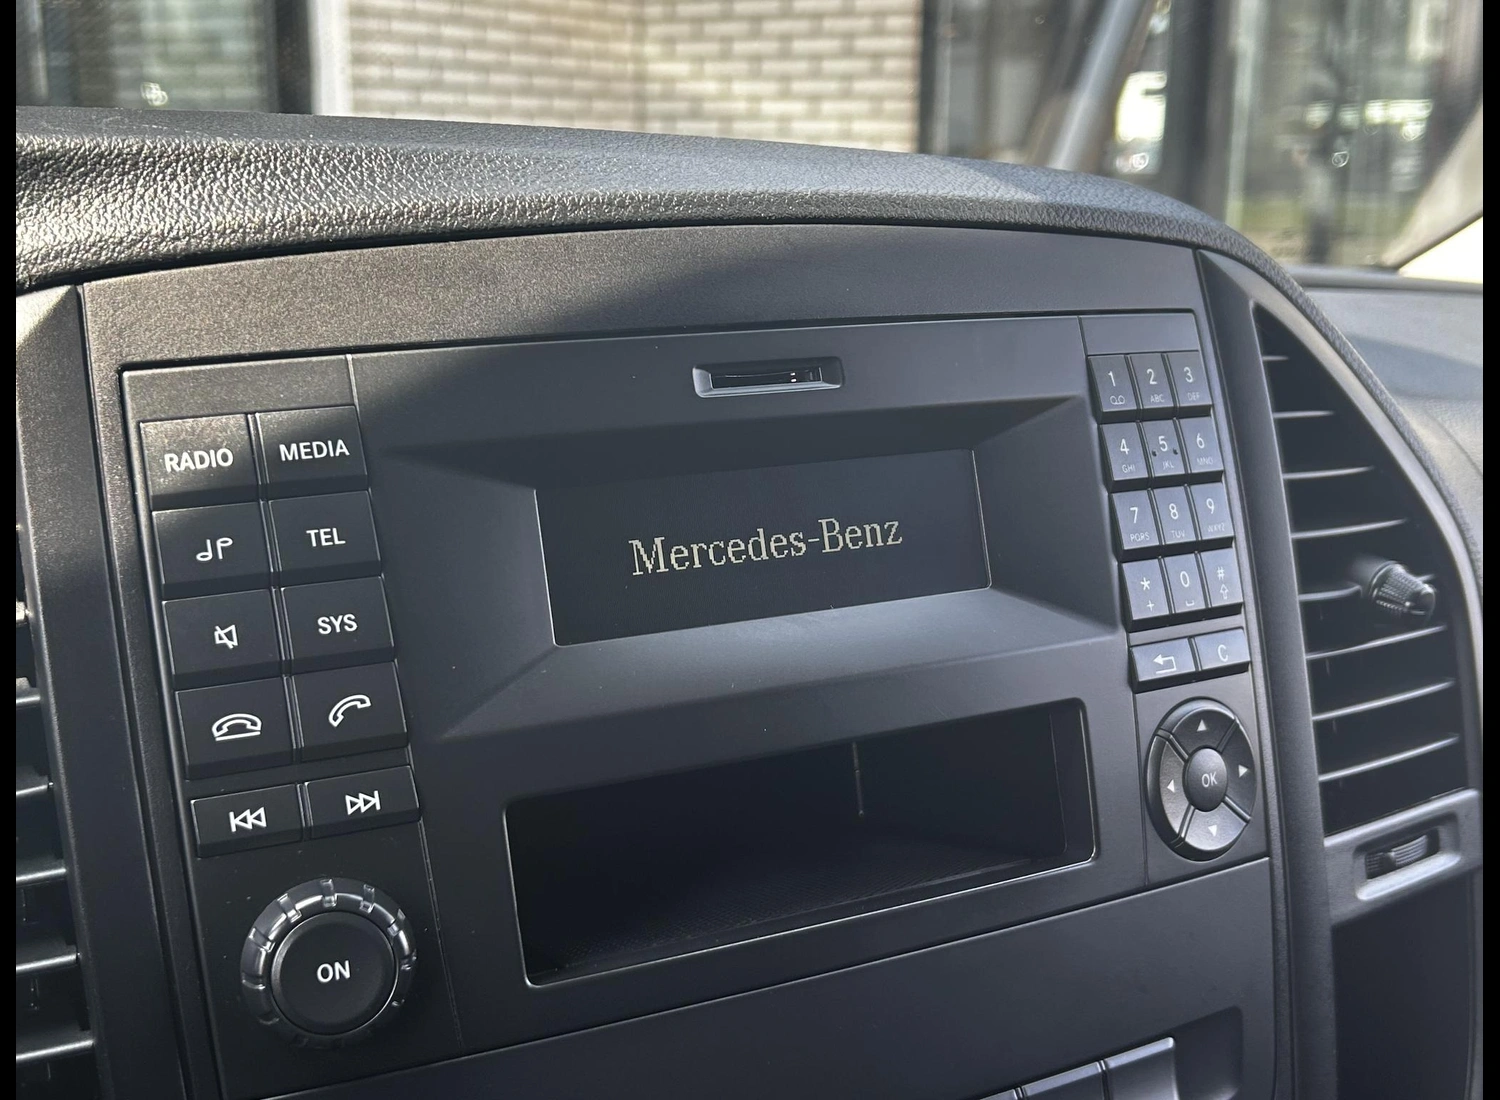 RADIO MEDIA
TEL
SYS
ON
Mercedes-Benz
1 2 ABC 3 DEF
4 GHI 5 JKL 6 MNO
7 PQRS 8 TUV 9 WXYZ
* + 0 #
C
OK